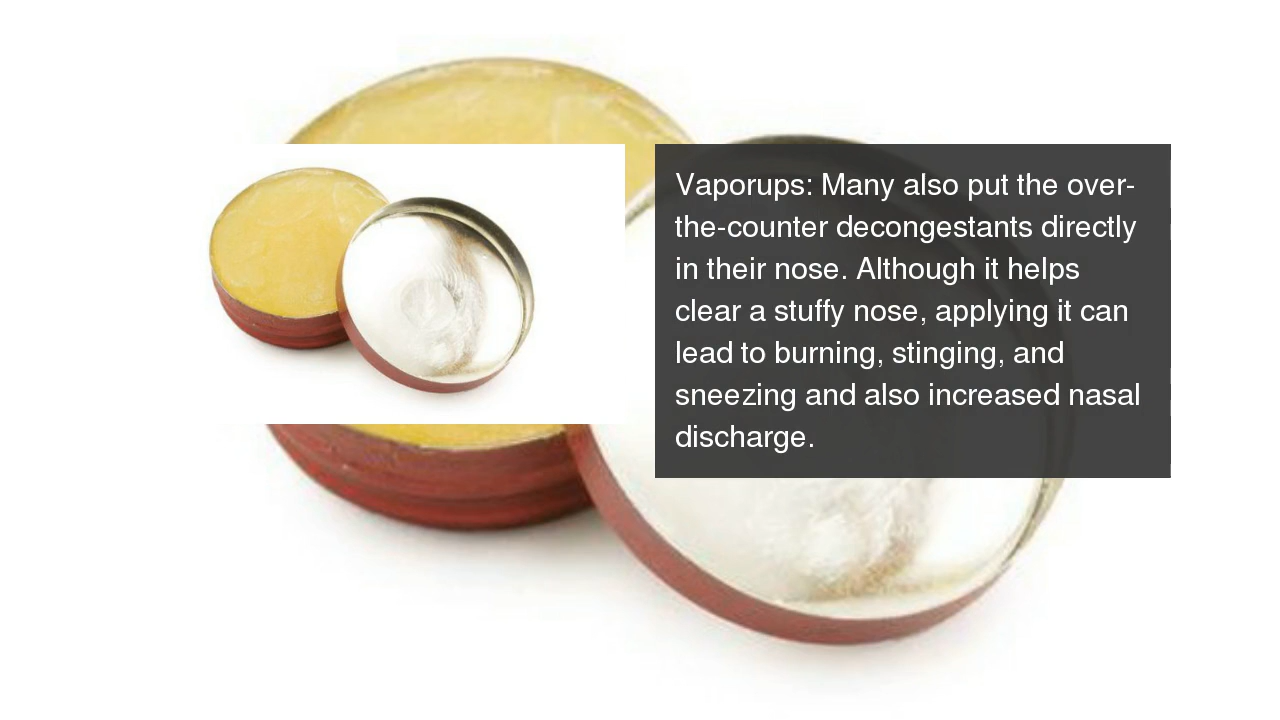 Vaporups: Many also put the over-
the-counter decongestants directly
in their nose. Although it helps
clear a stuffy nose, applying it can
lead to burning, stinging, and
sneezing and also increased nasal
discharge.